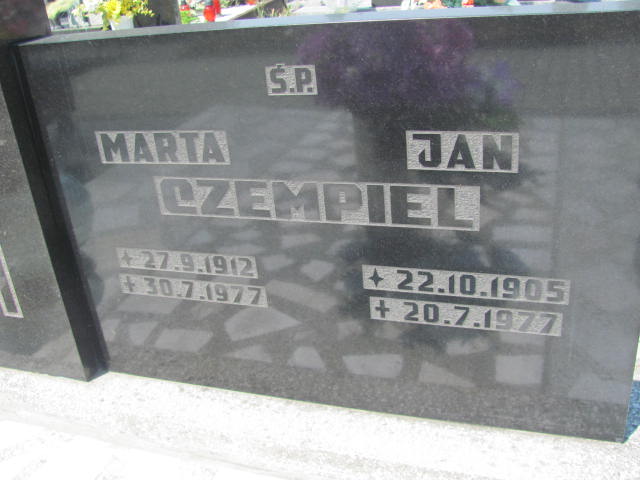 Ś.P.
MARTA JAN
CZEMPIEL
✦ 27.9.1912
✝ 30.7.1977
✦ 22.10.1905
✝ 20.7.1977